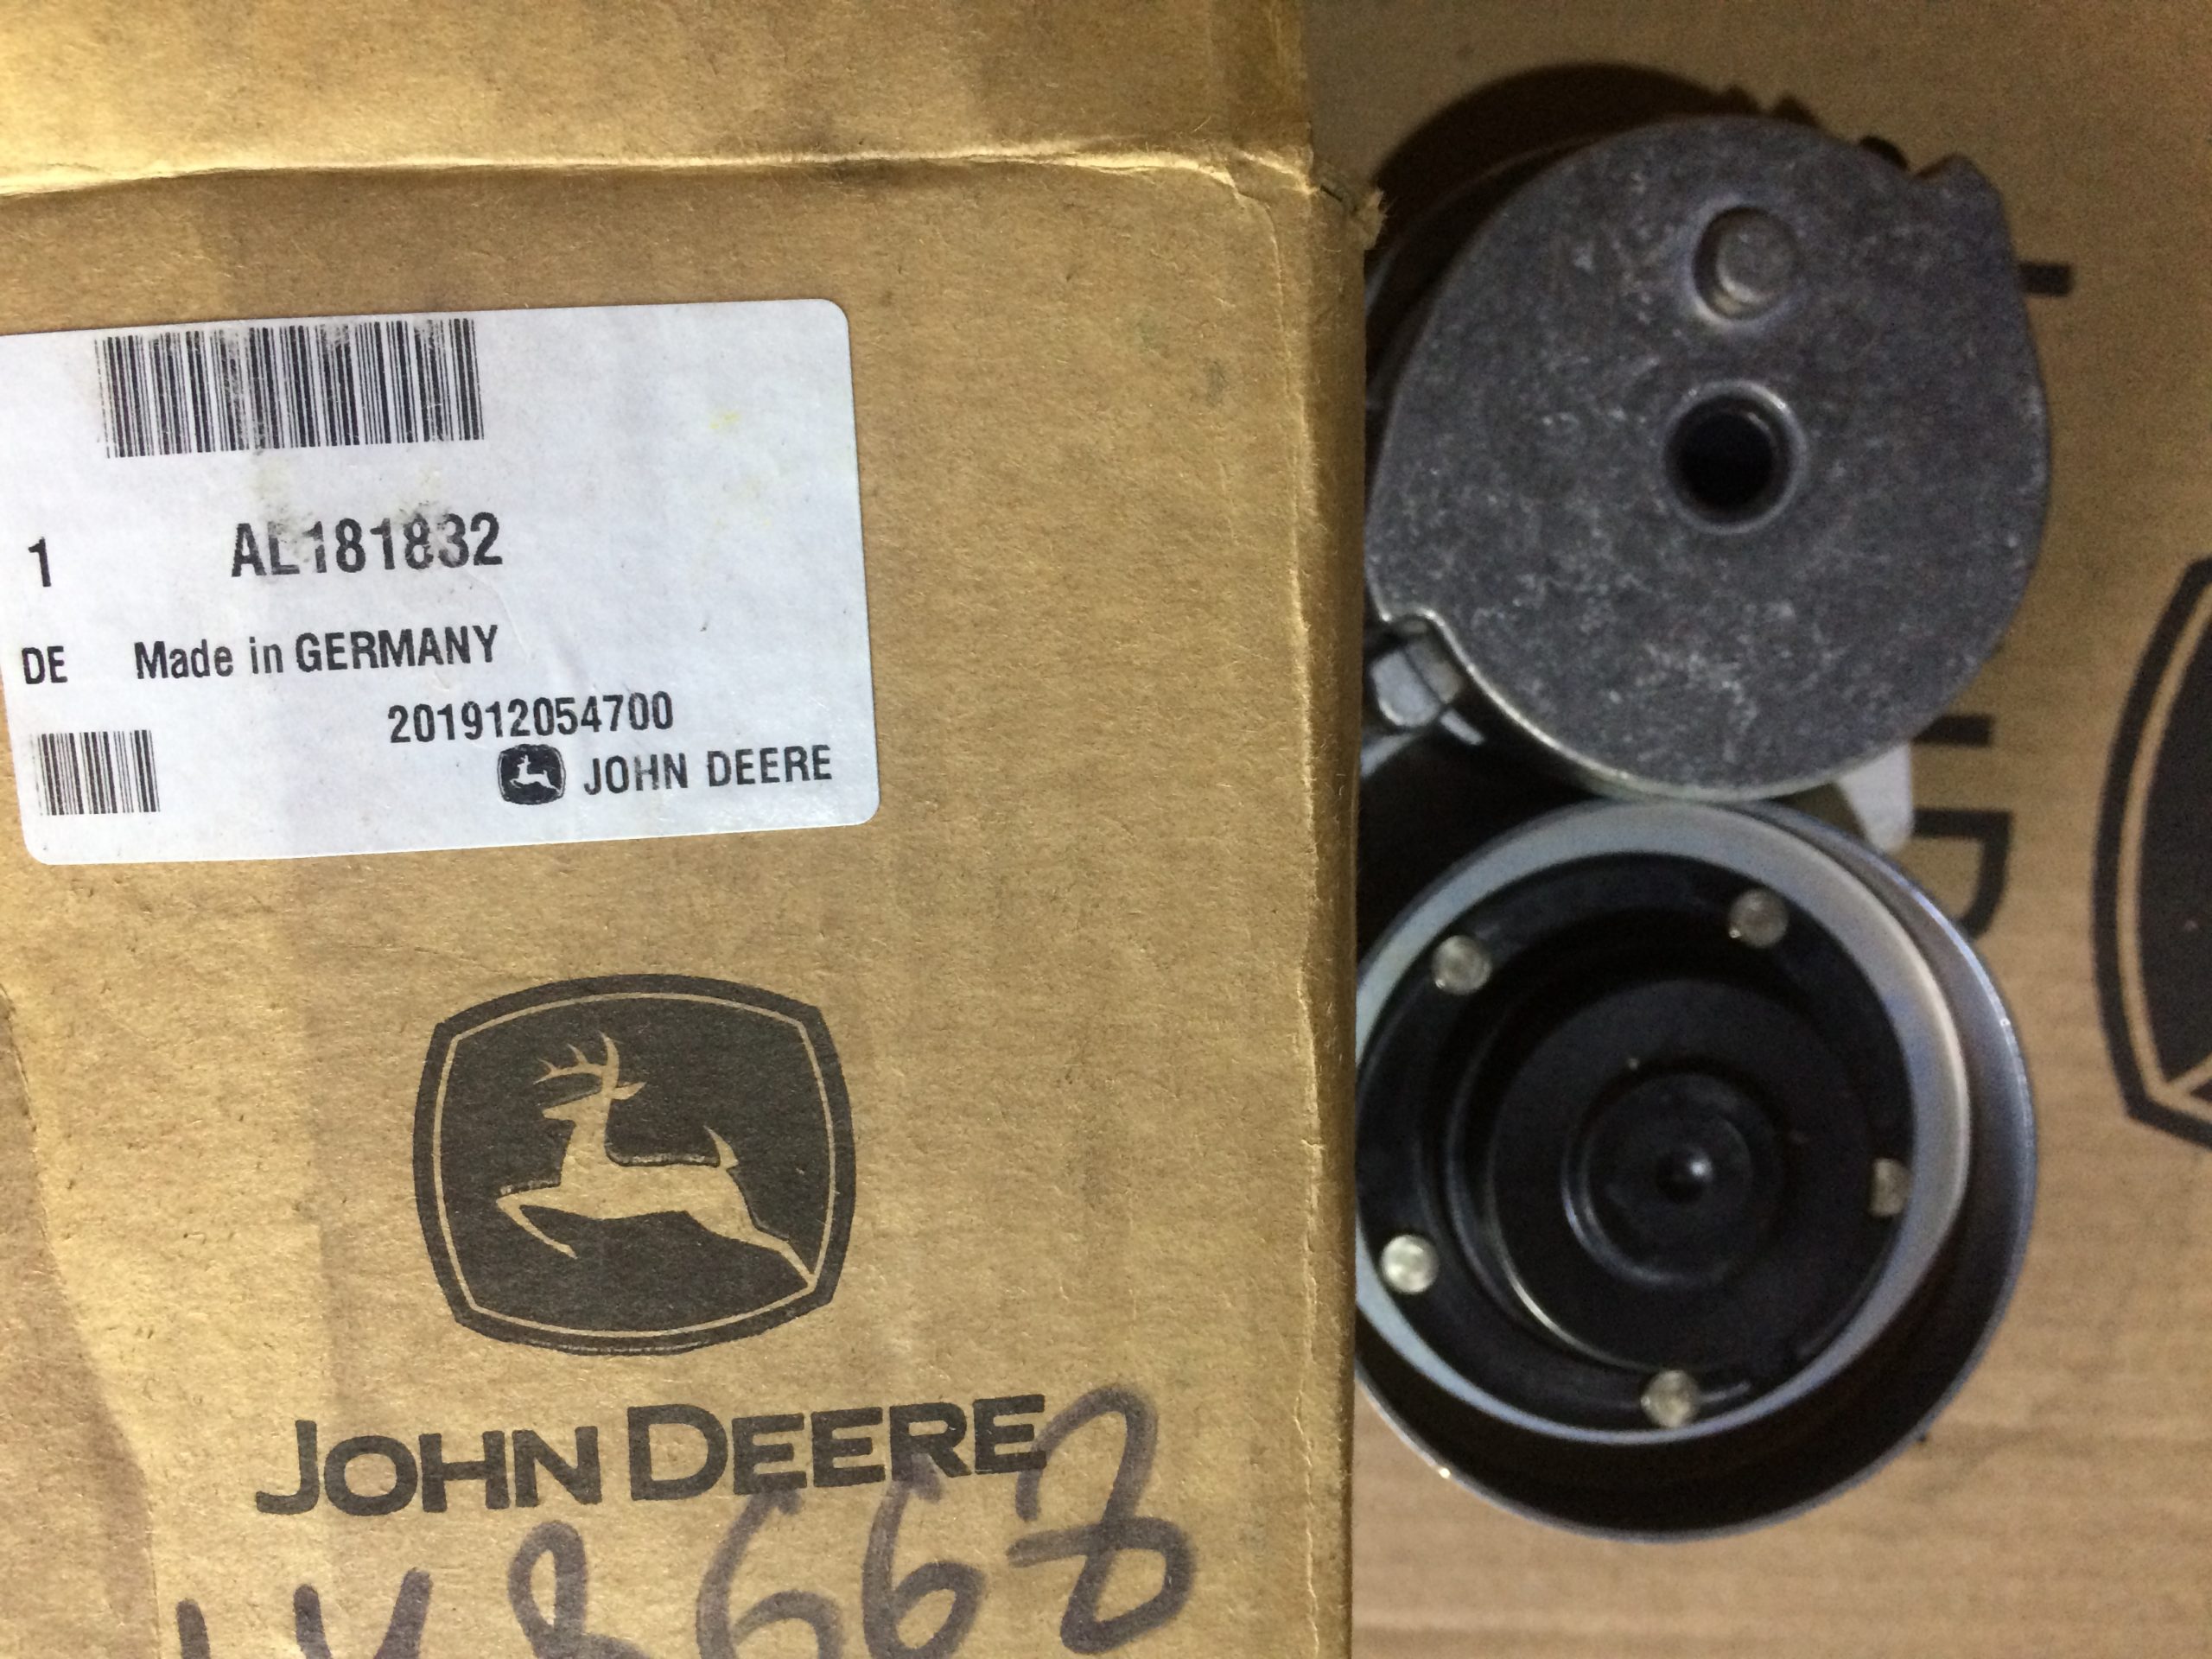 1 AL181832
DE Made in GERMANY
201912054700
JOHN DEERE
JOHN DEERE